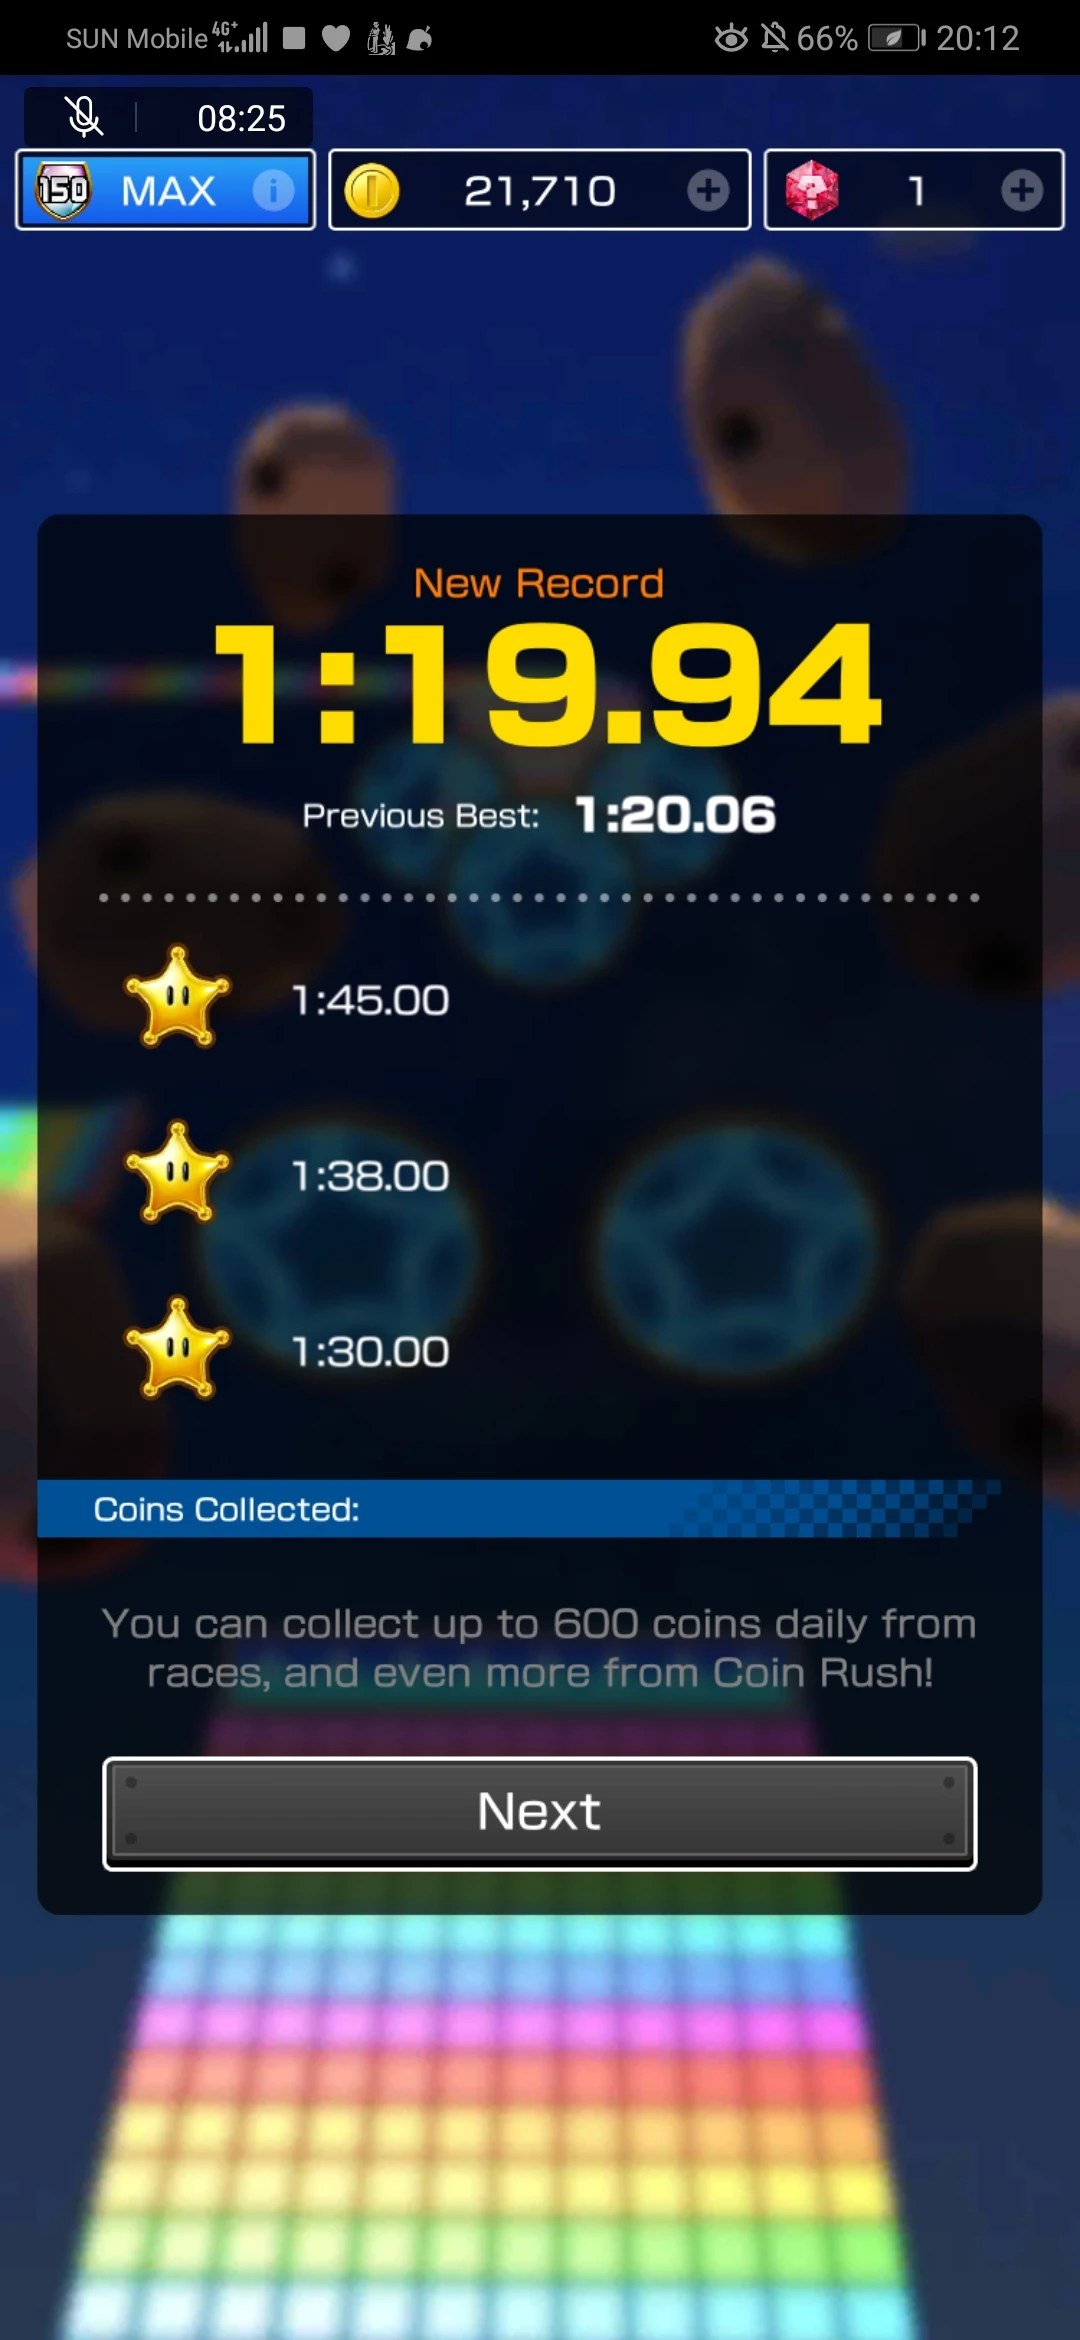 SUN Mobile 4G+ 66% 20:12
08:25
150 MAX i 21,710 + 1 +
New Record
1:19.94
Previous Best: 1:20.06
1:45.00
1:38.00
1:30.00
Coins Collected:
You can collect up to 600 coins daily from
races, and even more from Coin Rush!
Next